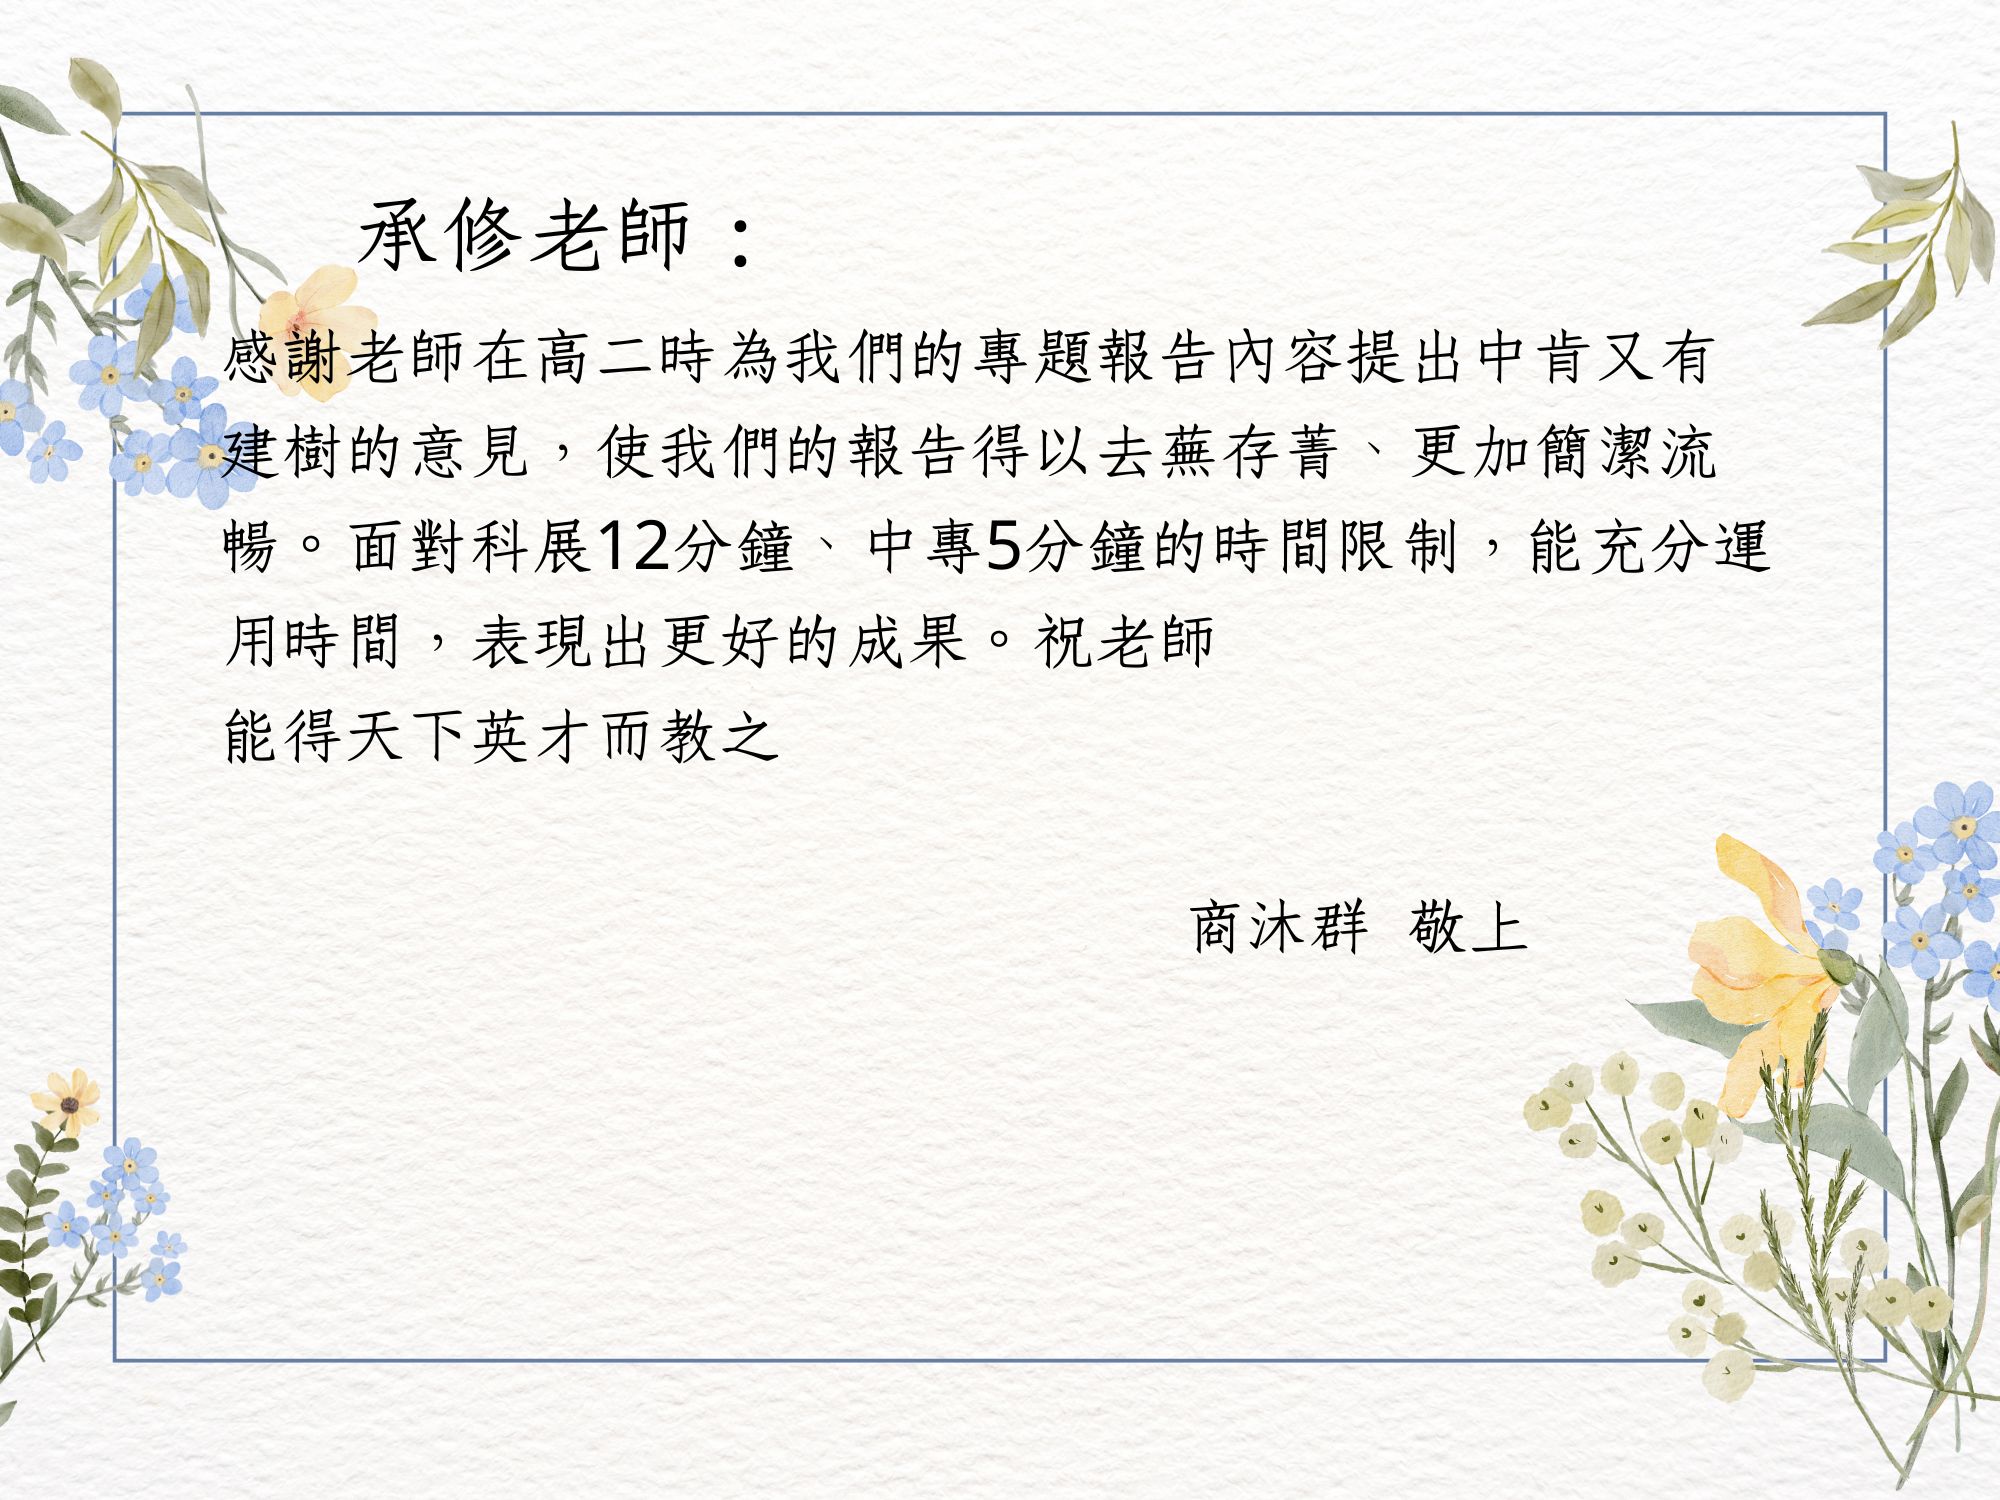 承修老師：
感謝老師在高二時為我們的專題報告內容提出中肯又有
建樹的意見，使我們的報告得以去蕪存菁、更加簡潔流
暢。面對科展12分鐘、中專5分鐘的時間限制，能充分運
用時間，表現出更好的成果。祝老師
能得天下英才而教之
商沐群 敬上